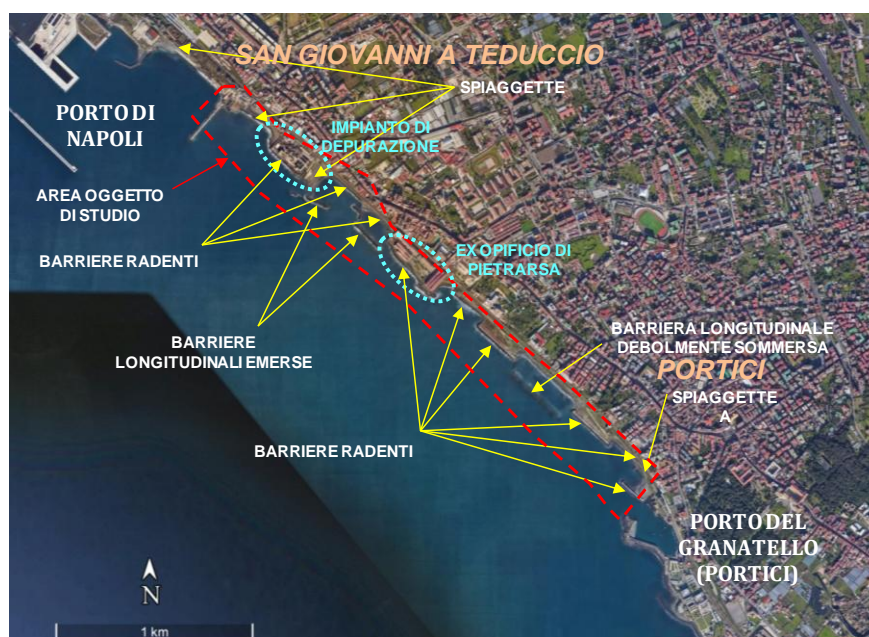 SAN GIOVANNI A TEDUCCIO
SPIAGGETTE
PORTO DI
NAPOLI
IMPIANTO DI
DEPURAZIONE
AREA OGGETTO
DI STUDIO
BARRIERE RADENTI
EX OPIFICIO DI
PIETRARSA
BARRIERE
LONGITUDINALI EMERSE
BARRIERA LONGITUDINALE
DEBOLMENTE SOMMERSA
PORTICI
SPIAGGETTE
A
BARRIERE RADENTI
PORTO DEL
GRANATELLO
(PORTICI)
N
1 km